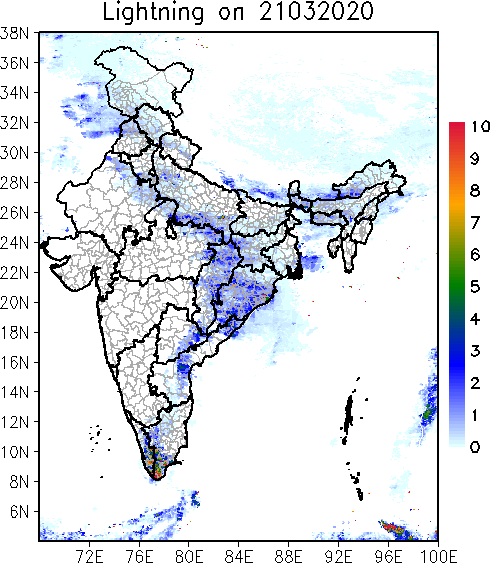 Lightning on 21032020
38N
36N
34N
32N
30N
28N
26N
24N
22N
20N
18N
16N
14N
12N
10N
8N
6N
72E 76E 80E 84E 88E 92E 96E 100E
10
9
8
7
6
5
4
3
2
1
0